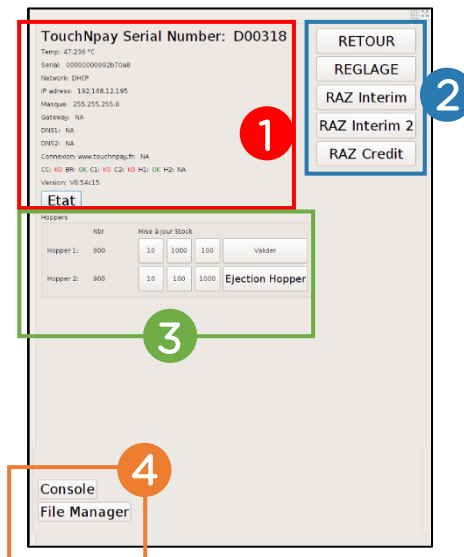 TouchNpay Serial Number: D00318
Temp: 47.236 °C
Serial: 00000000992b70a8
Network: DHCP
IP adress: 192.168.12.195
Masque: 255.255.255.0
Gateway: NA
DNS1: NA
DNS2: NA
Connexion: www.touchnpay.fr: NA
CC: KO BR: OK C1: KO C2: KO H1: OK H2: NA
Version: V0.54c15
Etat
1
RETOUR
REGLAGE
RAZ Interim
RAZ Interim 2
RAZ Credit
2
Hoppers
Nbr Mise à jour Stock
Hopper 1: 900 10 1000 100 Valider
Hopper 2: 900 10 100 1000 Ejection Hopper
3
4
Console
File Manager